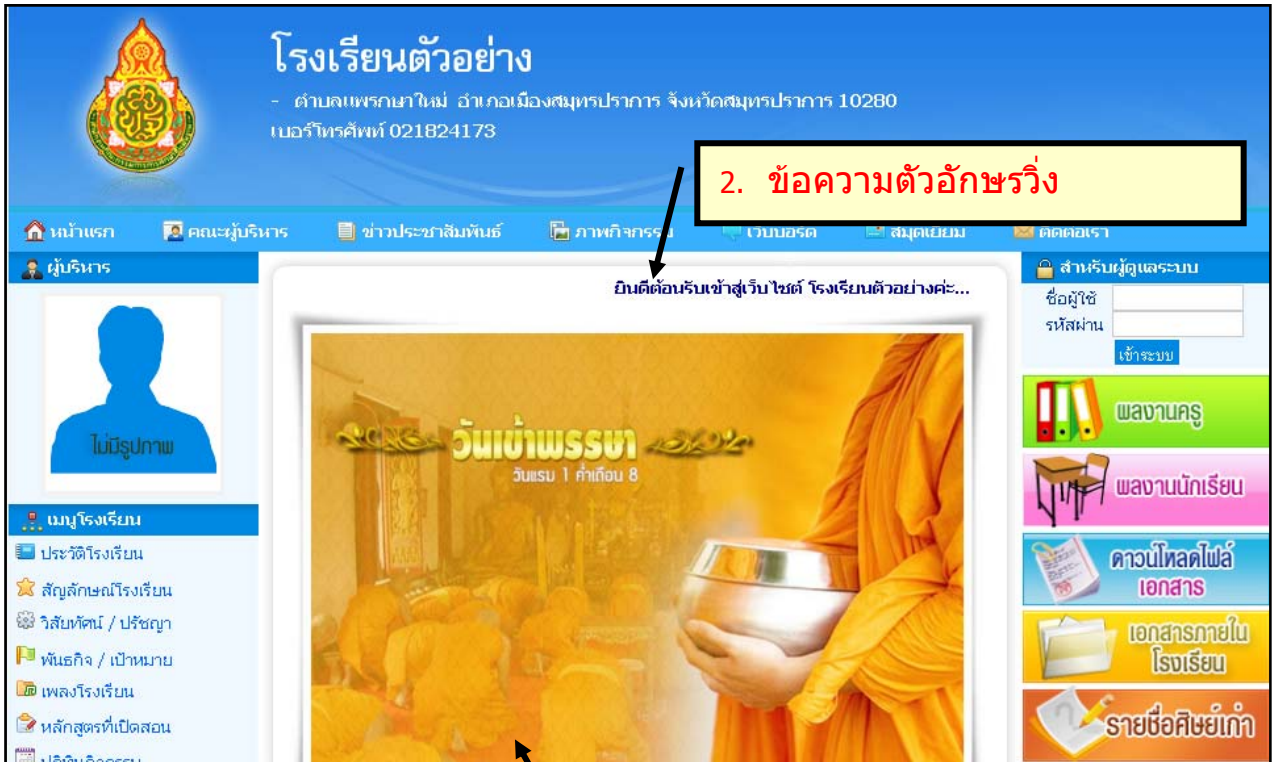 โรงเรียนตัวอย่าง
- ตำบลแพรกษาใหม่ อำเภอเมืองสมุทรปราการ จังหวัดสมุทรปราการ 10280
เบอร์โทรศัพท์ 021824173
2. ข้อความตัวอักษรวิ่ง
หน้าแรก คณะผู้บริหาร ข่าวประชาสัมพันธ์ ภาพกิจกรรม เว็บบอร์ด สมุดเยี่ยม ติดต่อเรา
ผู้บริหาร
ไม่มีรูปภาพ
เมนูโรงเรียน
ประวัติโรงเรียน
สัญลักษณ์โรงเรียน
วิสัยทัศน์ / ปรัชญา
พันธกิจ / เป้าหมาย
เพลงโรงเรียน
หลักสูตรที่เปิดสอน
ปฏิทินกิจกรรม
ยินดีต้อนรับเข้าสู่เว็บไซต์ โรงเรียนตัวอย่างค่ะ...
วันเข้าพรรษา
วันแรม 1 ค่ำเดือน 8
สำหรับผู้ดูแลระบบ
ชื่อผู้ใช้
รหัสผ่าน
เข้าระบบ
ผลงานครู
ผลงานนักเรียน
ดาวน์โหลดไฟล์
เอกสาร
เอกสารภายใน
โรงเรียน
รายชื่อศิษย์เก่า